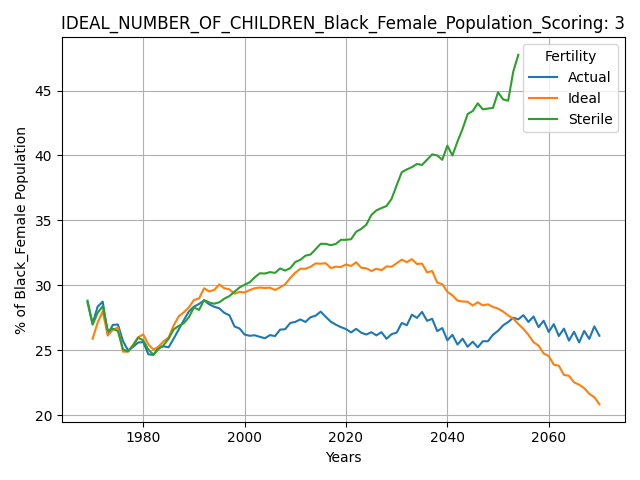 IDEAL_NUMBER_OF_CHILDREN_Black_Female_Population_Scoring: 3
Fertility
Actual
Ideal
Sterile
% of Black_Female Population
45
40
35
30
25
20
1980
2000
2020
2040
2060
Years